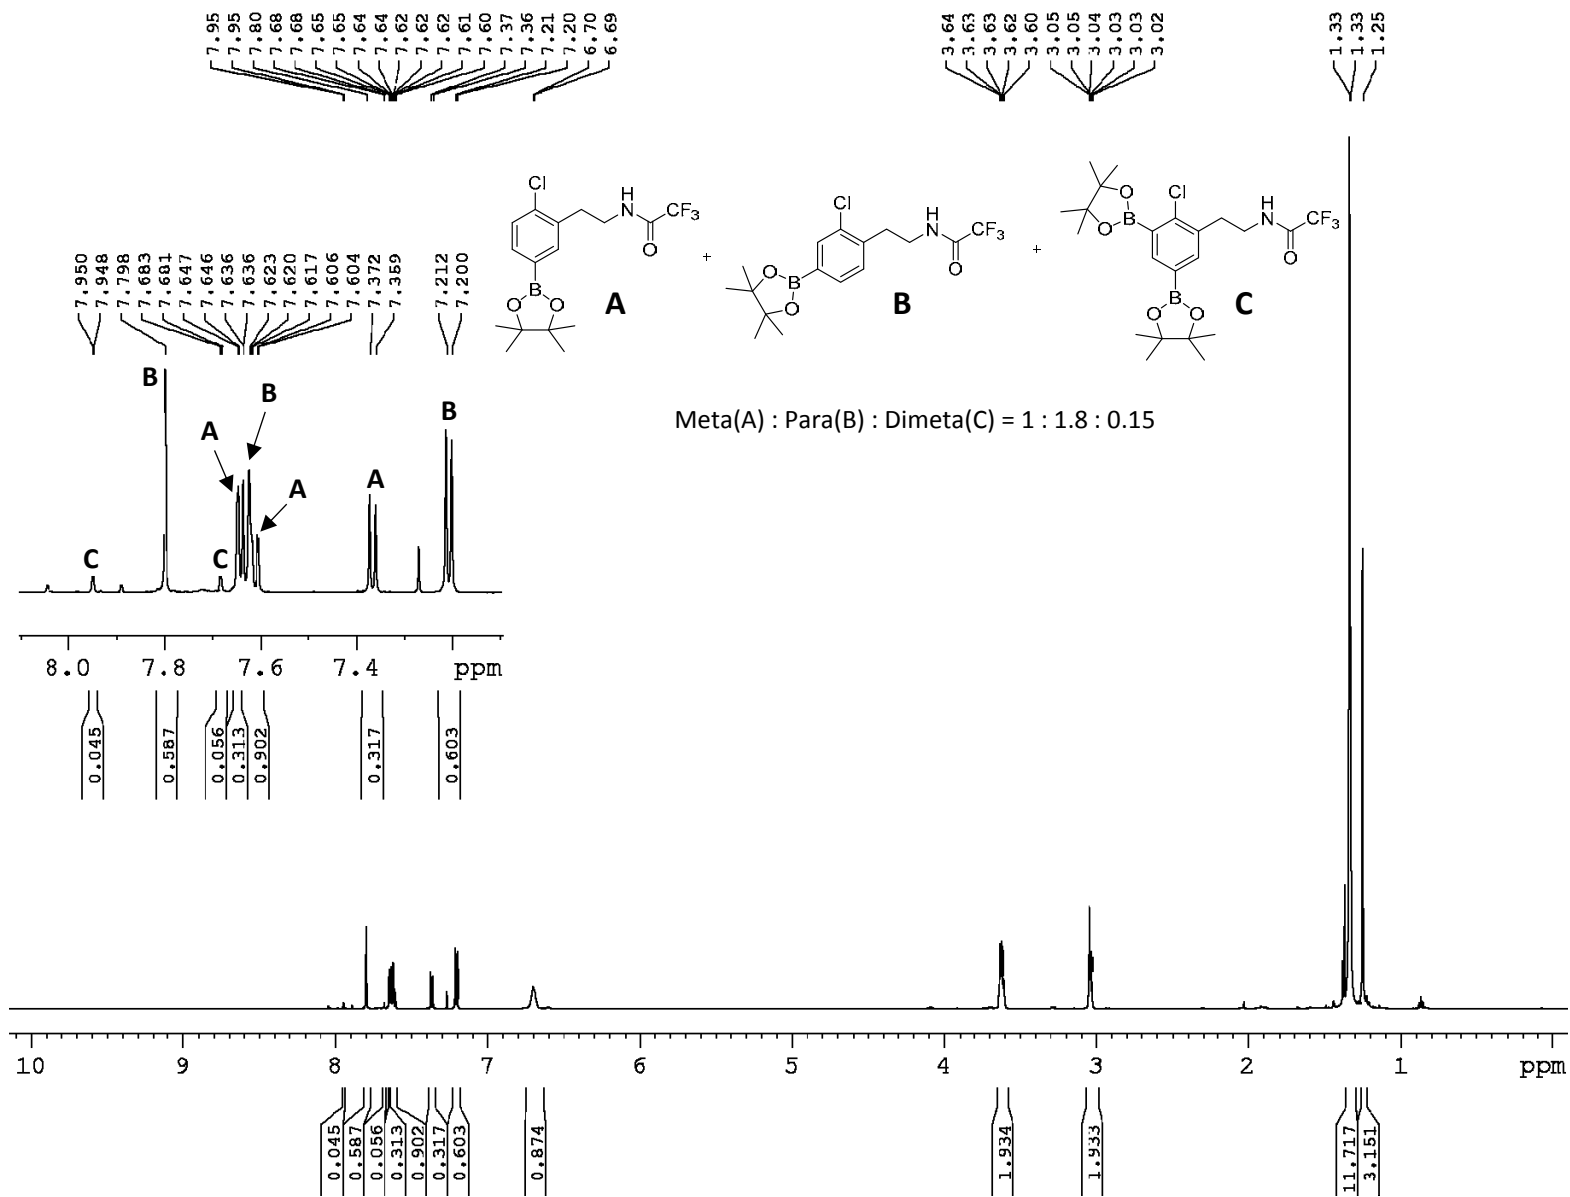 7.95 7.95 7.80 7.68 7.68 7.65 7.65 7.64 7.64 7.62 7.62 7.62 7.61 7.60 7.37 7.36 7.21 7.20 6.70 6.69
3.64 3.63 3.63 3.62 3.60 3.05 3.05 3.04 3.03 3.03 3.02
1.33 1.33 1.25
7.950 7.948 7.798 7.683 7.681 7.647 7.646 7.636 7.636 7.623 7.620 7.617 7.606 7.604 7.372 7.359 7.212 7.200
Cl H N CF3 O B O O A
+
Cl H N CF3 O O B O B
+
O B O Cl H N CF3 O B O O C
Meta(A) : Para(B) : Dimeta(C) = 1 : 1.8 : 0.15
B
B
B
A
A
A
C
C
8.0 7.8 7.6 7.4 ppm
0.045 0.587 0.056 0.313 0.902 0.317 0.603
10 9 8 7 6 5 4 3 2 1 ppm
0.045 0.587 0.056 0.313 0.902 0.317 0.603 0.874 1.934 1.933 11.717 3.151